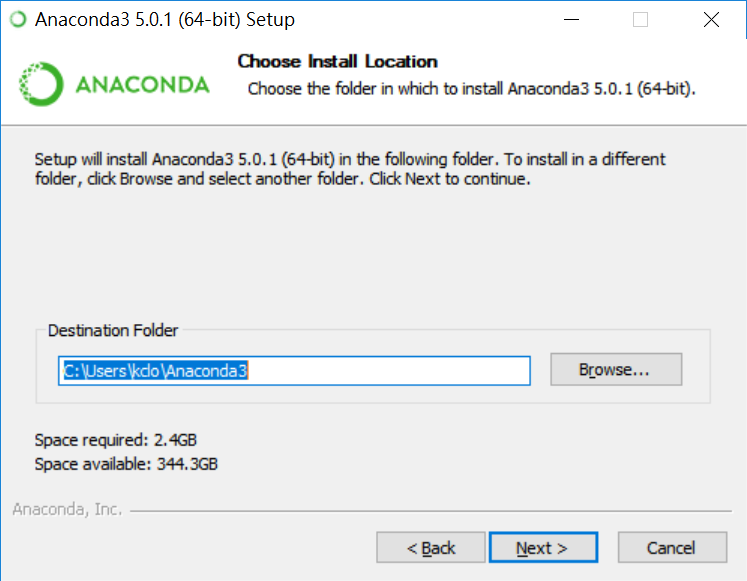 Anaconda3 5.0.1 (64-bit) Setup
ANACONDA
Choose Install Location
Choose the folder in which to install Anaconda3 5.0.1 (64-bit).
Setup will install Anaconda3 5.0.1 (64-bit) in the following folder. To install in a different
folder, click Browse and select another folder. Click Next to continue.
Destination Folder
C:\Users\kclo\Anaconda3
Browse...
Space required: 2.4GB
Space available: 344.3GB
Anaconda, Inc.
< Back
Next >
Cancel